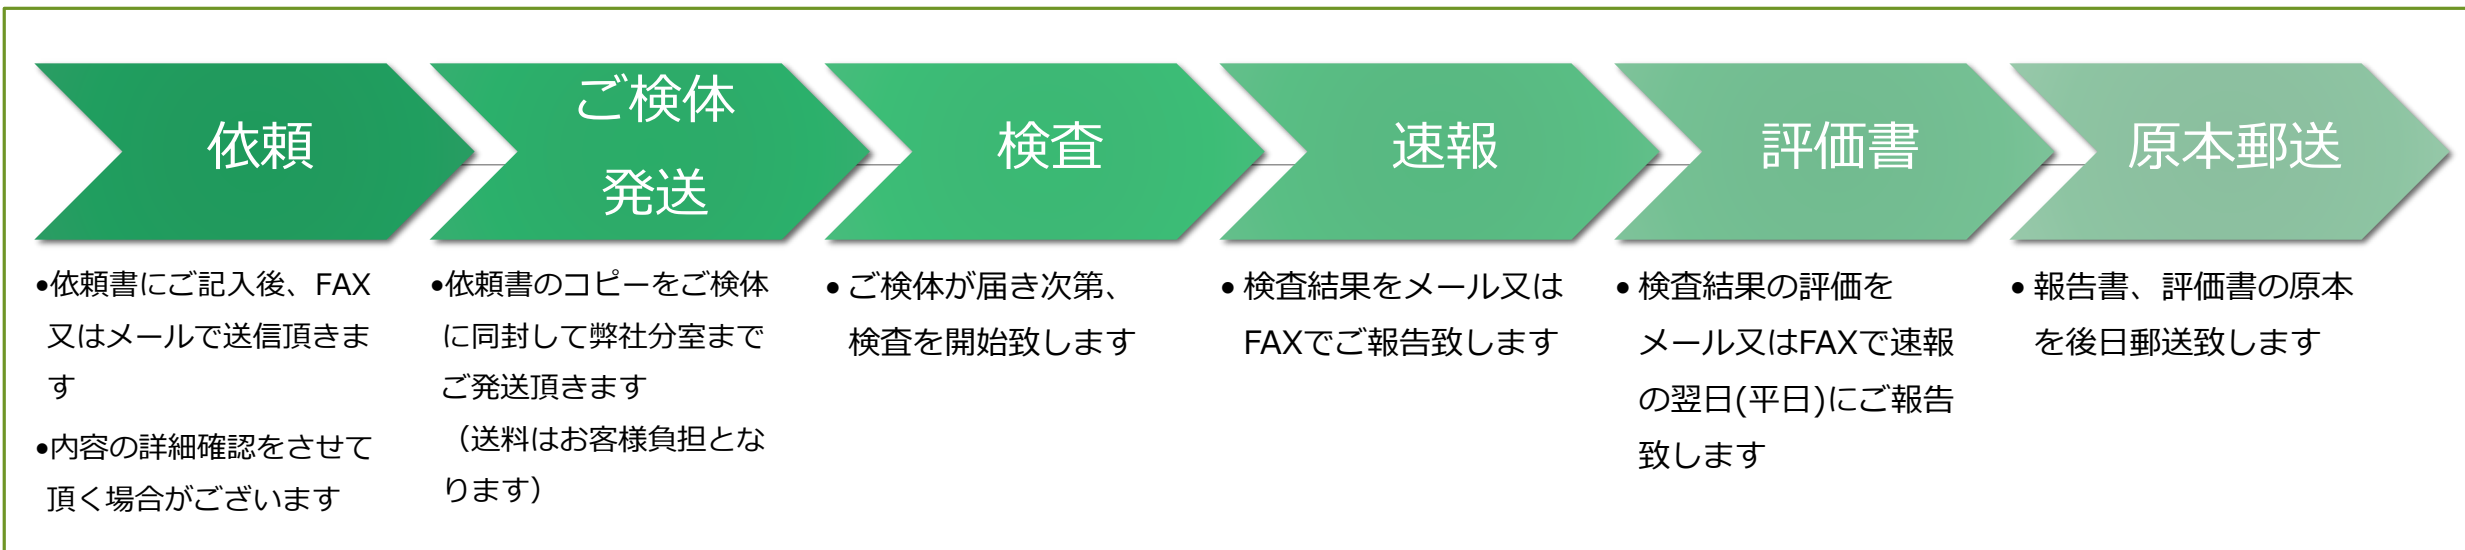 依頼
•依頼書にご記入後、FAX
又はメールで送信頂きま
す
•内容の詳細確認をさせて
頂く場合がございます
ご検体
発送
•依頼書のコピーをご検体
に同封して弊社分室まで
ご発送頂きます
（送料はお客様負担とな
ります）
検査
•ご検体が届き次第、
検査を開始致します
速報
•検査結果をメール又は
FAXでご報告致します
評価書
•検査結果の評価を
メール又はFAXで速報
の翌日(平日)にご報告
致します
原本郵送
•報告書、評価書の原本
を後日郵送致します